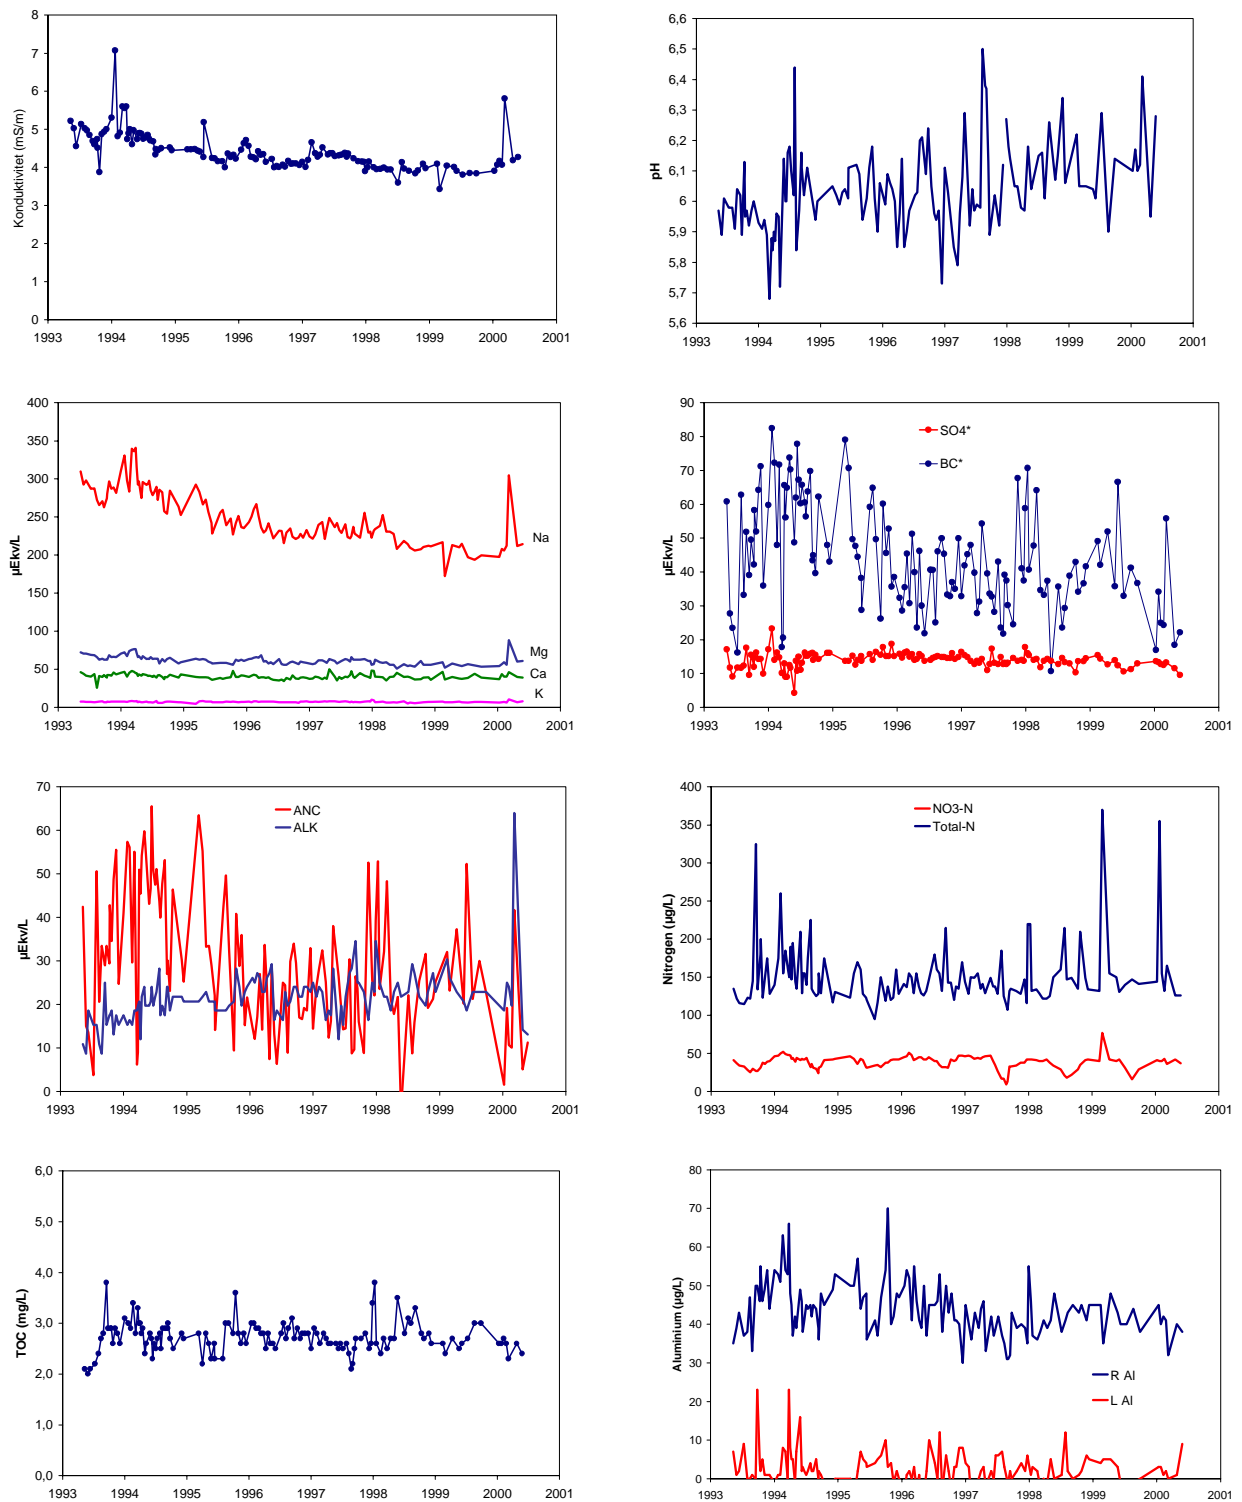 Konduktivitet (mS/m)
8
7
6
5
4
3
2
1
0
1993 1994 1995 1996 1997 1998 1999 2000 2001
pH
6,6
6,5
6,4
6,3
6,2
6,1
6
5,9
5,8
5,7
5,6
1993 1994 1995 1996 1997 1998 1999 2000 2001
µEkv/L
400
350
300
250
200
150
100
50
0
Na
Mg
Ca
K
1993 1994 1995 1996 1997 1998 1999 2000 2001
µEkv/L
90
80
70
60
50
40
30
20
10
0
SO4*
BC*
1993 1994 1995 1996 1997 1998 1999 2000 2001
µEkv/L
70
60
50
40
30
20
10
0
ANC
ALK
1993 1994 1995 1996 1997 1998 1999 2000 2001
Nitrogen (µg/L)
400
350
300
250
200
150
100
50
0
NO3-N
Total-N
1993 1994 1995 1996 1997 1998 1999 2000 2001
TOC (mg/L)
6,0
5,0
4,0
3,0
2,0
1,0
0,0
1993 1994 1995 1996 1997 1998 1999 2000 2001
Aluminium (µg/L)
80
70
60
50
40
30
20
10
0
R Al
L Al
1993 1994 1995 1996 1997 1998 1999 2000 2001